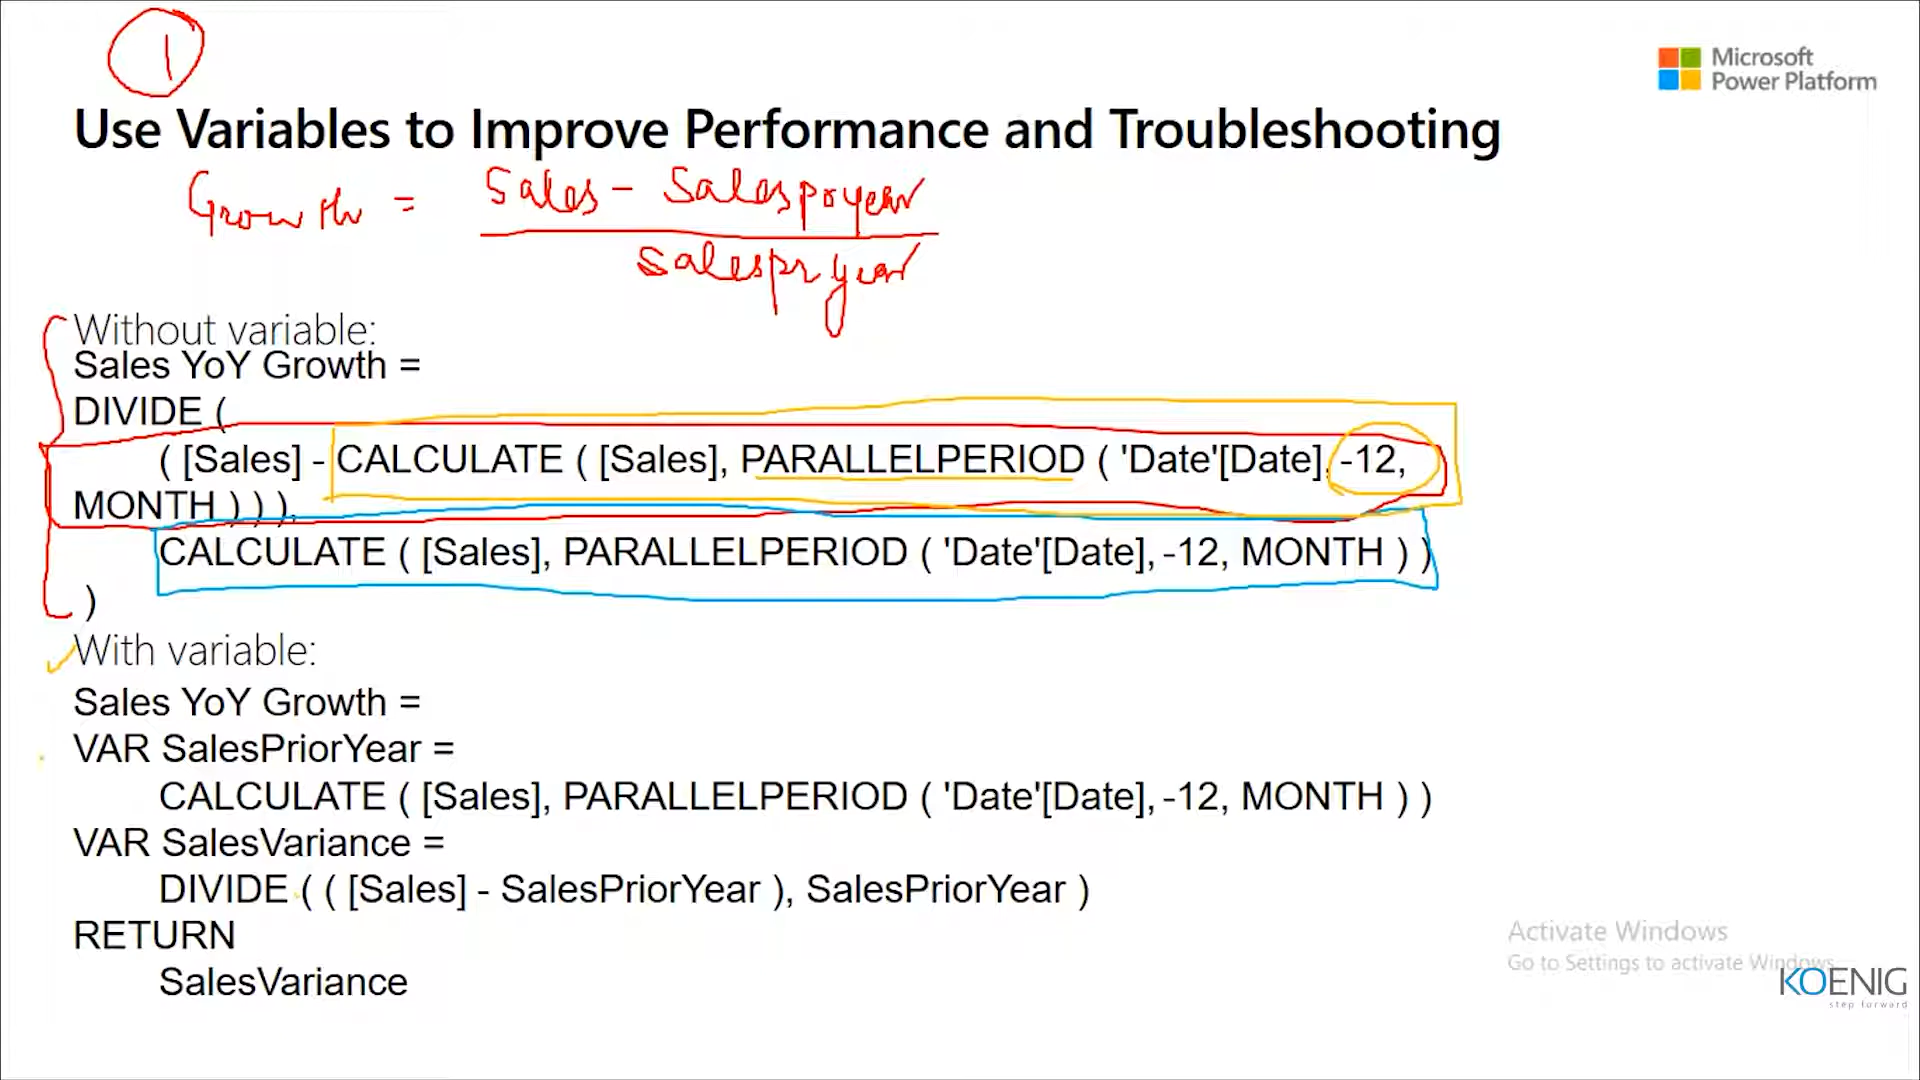 1
Microsoft
Power Platform
Use Variables to Improve Performance and Troubleshooting
Growth = Sales - Salesproyear
Salespryear
Without variable:
Sales YoY Growth =
DIVIDE (
( [Sales] - CALCULATE ( [Sales], PARALLELPERIOD ( 'Date'[Date], -12,
MONTH ) ) ),
CALCULATE ( [Sales], PARALLELPERIOD ( 'Date'[Date], -12, MONTH ) )
)
With variable:
Sales YoY Growth =
VAR SalesPriorYear =
CALCULATE ( [Sales], PARALLELPERIOD ( 'Date'[Date], -12, MONTH ) )
VAR SalesVariance =
DIVIDE ( ( [Sales] - SalesPriorYear ), SalesPriorYear )
RETURN
SalesVariance
Activate Windows
Go to Settings to activate Windows.
KOENIG
step forward